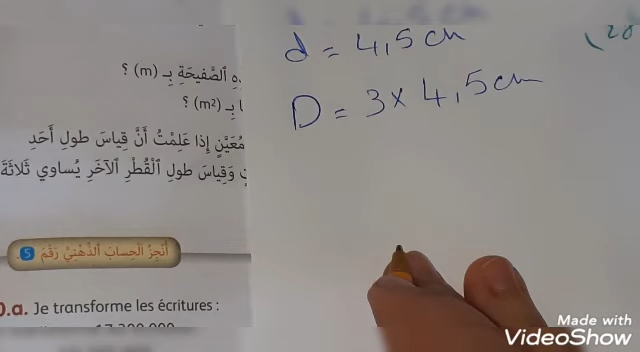 d = 4,5 cm
D = 3 x 4,5 cm
الصَّفيحَةِ بِـ (m) ؟
بِـ (m²) ؟
مُعَيَّنٍ إِذا عَلِمْتُ أَنَّ قِياسَ طولِ أَحَدِ
وَقِياسَ طولِ الْقُطْرِ الْآخَرِ يُساوي ثَلاثَةَ
أُنْجِزُ الْحِسابَ الذِّهْنِيَّ رَقْمَ 5.
0.a. Je transforme les écritures :
Made with
VideoShow